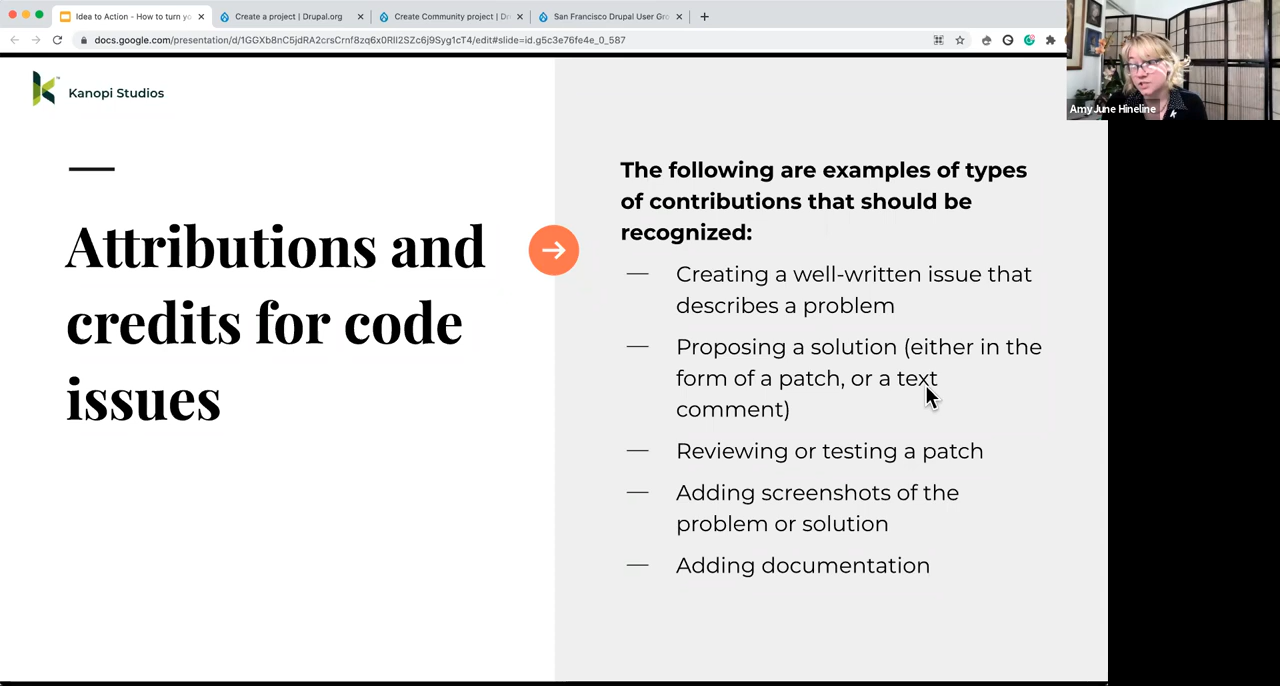 Idea to Action - How to turn yo
Create a project | Drupal.org
Create Community project | Dr
San Francisco Drupal User Gro
docs.google.com/presentation/d/1GGXb8nC5jdRA2crsCrnf8zq6x0RlI2SZc6j9Syg1cT4/edit#slide=id.g5c3e76fe4e_0_587
Kanopi Studios
Amy June Hineline
Attributions and
credits for code
issues
The following are examples of types
of contributions that should be
recognized:
— Creating a well-written issue that
describes a problem
— Proposing a solution (either in the
form of a patch, or a text
comment)
— Reviewing or testing a patch
— Adding screenshots of the
problem or solution
— Adding documentation